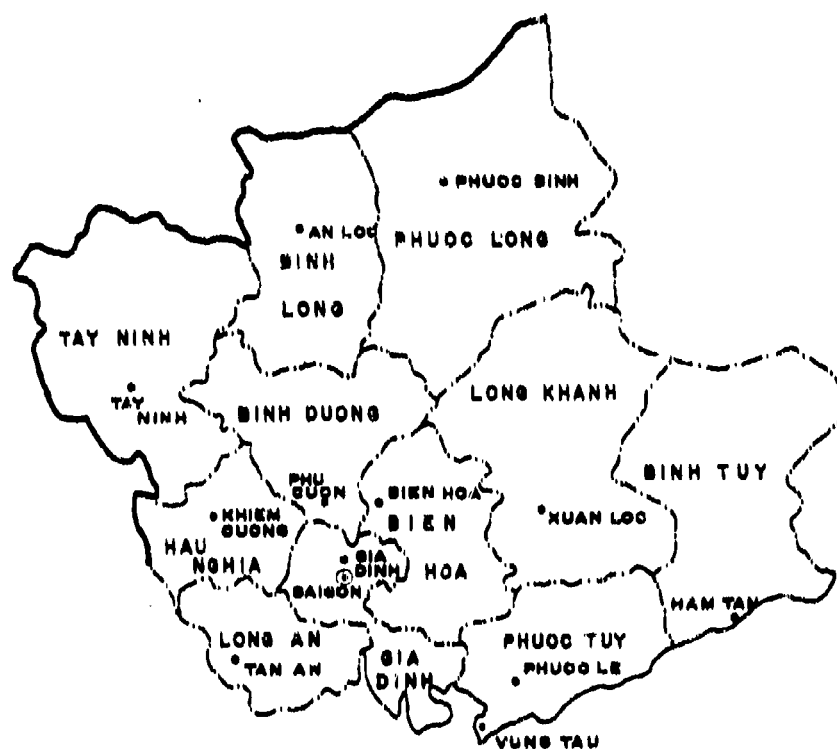 PHUOC BINH
AN LOC
PHUOC LONG
BINH
LONG
TAY NINH
LONG KHANH
TAY
NINH
BINH DUONG
BINH TUY
PHU
CUON
BIEN HOA
KHIEM
CUONG
BIEN
XUAN LOC
HAU
NGHIA
GIA
DINH
HOA
SAIGON
HAM TAN
LONG AN
PHUOC TUY
TAN AN
GIA
DINH
PHUOC LE
VUNG TAU